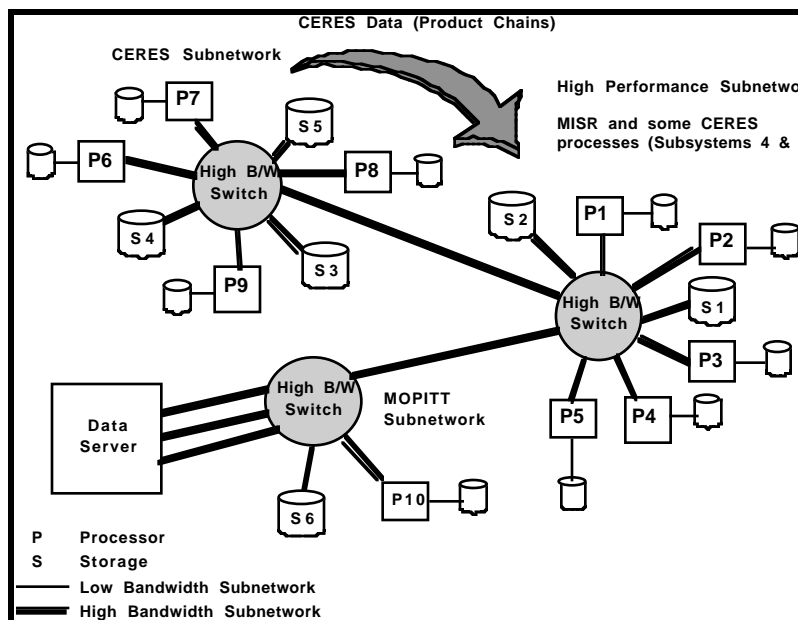 CERES Data (Product Chains)
CERES Subnetwork
High Performance Subnetwo
MISR and some CERES
processes (Subsystems 4 &
P7
S 5
P6
High B/W
Switch
P8
S 4
S 3
P9
S 2
P1
P2
High B/W
Switch
S 1
P3
P5
P4
Data
Server
High B/W
Switch
MOPITT
Subnetwork
S 6
P10
P Processor
S Storage
Low Bandwidth Subnetwork
High Bandwidth Subnetwork